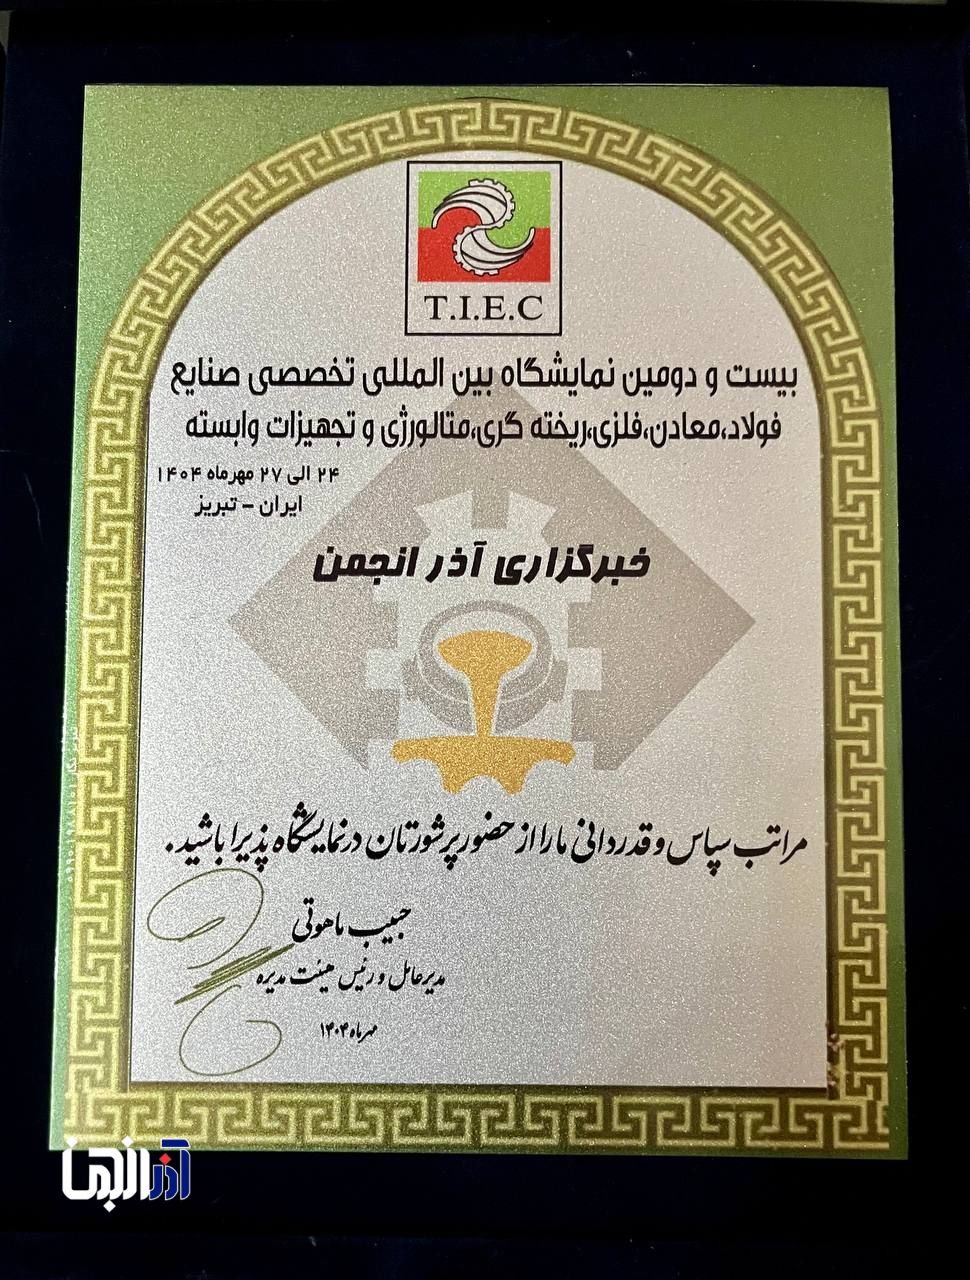 T.I.E.C
بیست و دومین نمایشگاه بین المللی تخصصی صنایع
فولاد،معادن،فلزی،ریخته گری،متالورژی و تجهیزات وابسته
۲۴ الی ۲۷ مهرماه ۱۴۰۴
ایران - تبریز
خبرگزاری آذر انجمن
مراتب سپاس و قدردانی ما را از حضور پرشورتان در نمایشگاه پذیرا باشید.
حبیب ماهوتی
مدیرعامل و رئیس هیئت مدیره
مهرماه ۱۴۰۴